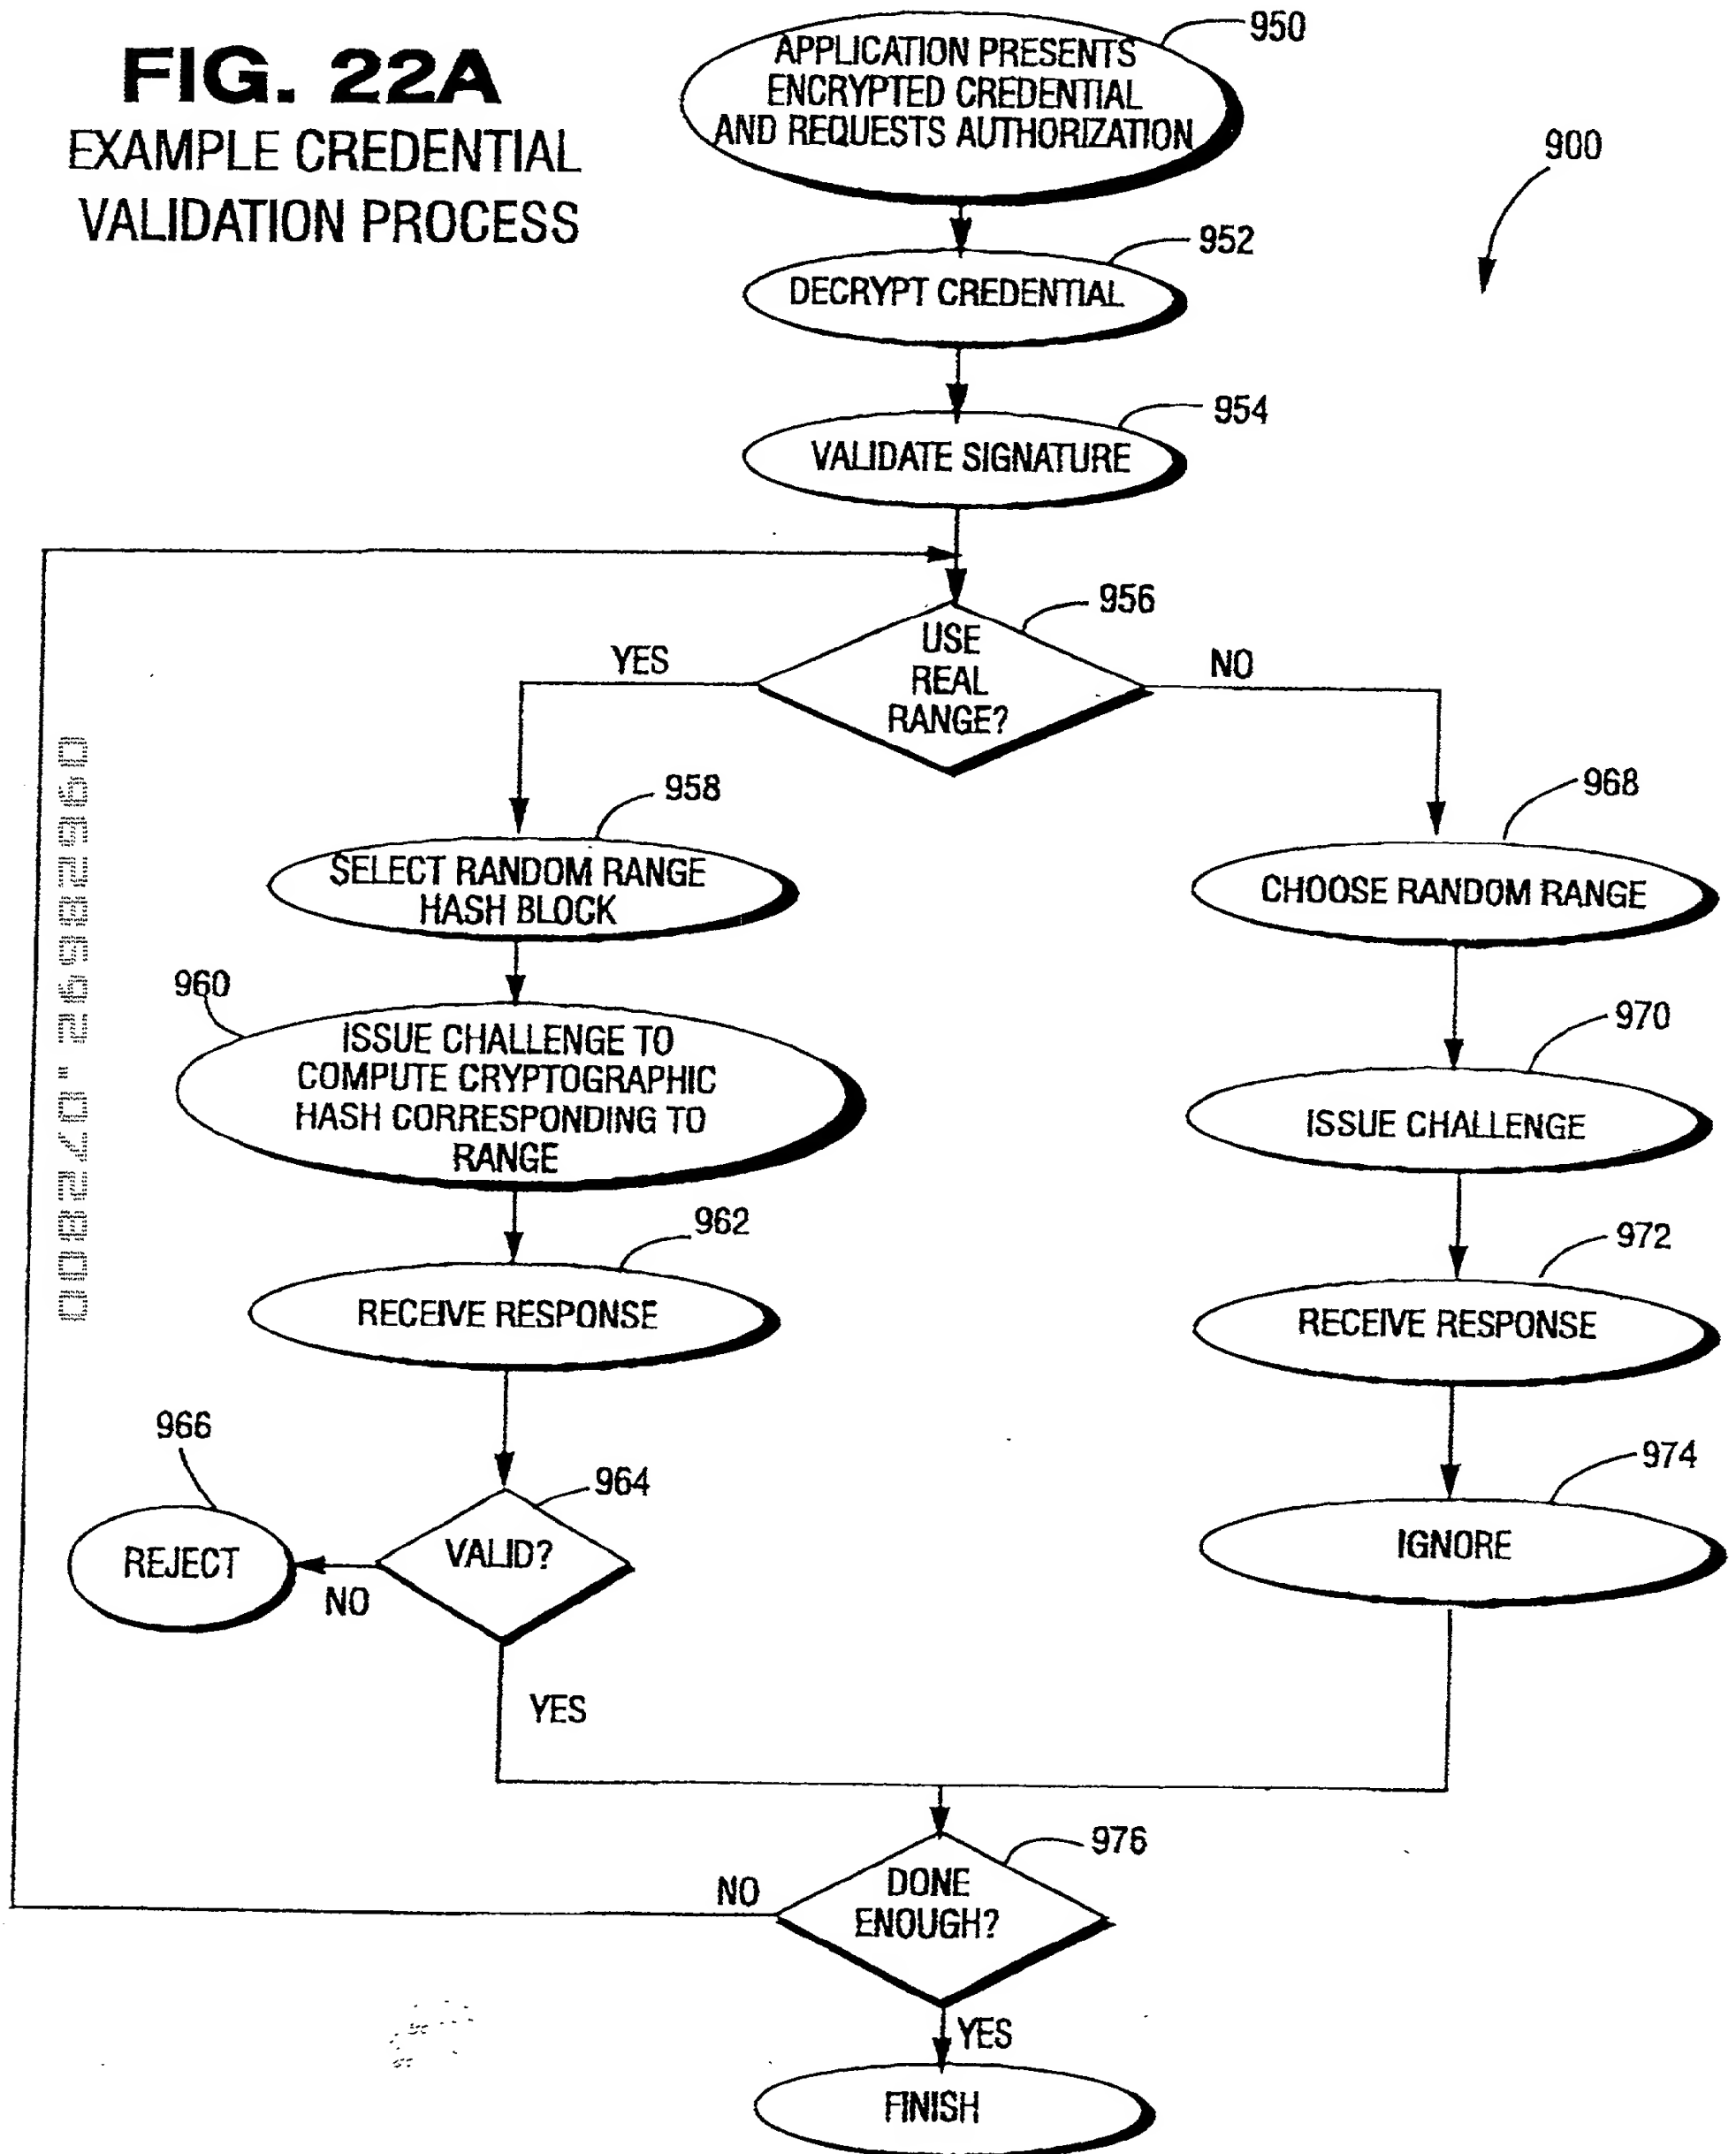 FIG. 22A
EXAMPLE CREDENTIAL
VALIDATION PROCESS
950
APPLICATION PRESENTS
ENCRYPTED CREDENTIAL
AND REQUESTS AUTHORIZATION
900
952
DECRYPT CREDENTIAL
954
VALIDATE SIGNATURE
956
USE
REAL
RANGE?
YES
NO
958
SELECT RANDOM RANGE
HASH BLOCK
968
CHOOSE RANDOM RANGE
960
ISSUE CHALLENGE TO
COMPUTE CRYPTOGRAPHIC
HASH CORRESPONDING TO
RANGE
970
ISSUE CHALLENGE
962
RECEIVE RESPONSE
972
RECEIVE RESPONSE
966
REJECT
964
VALID?
NO
YES
974
IGNORE
976
DONE
ENOUGH?
NO
YES
FINISH
09628692.072800